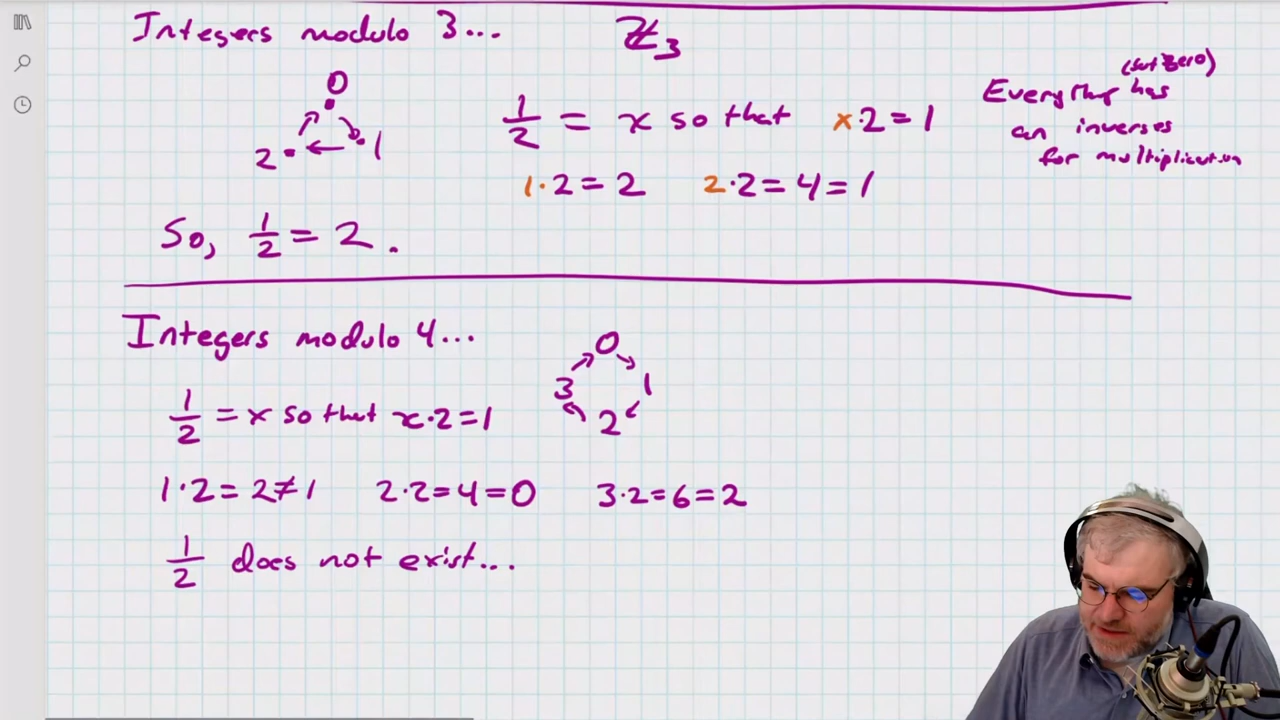 Integers modulo 3... ℤ₃
0
2 1
1/2 = x so that x·2=1
(but zero)
Everything has
an inverses
for multiplication
1·2=2 2·2=4=1
So, 1/2 = 2.
Integers modulo 4...
0
3 1
2
1/2 = x so that x·2=1
1·2=2≠1 2·2=4=0 3·2=6=2
1/2 does not exist...